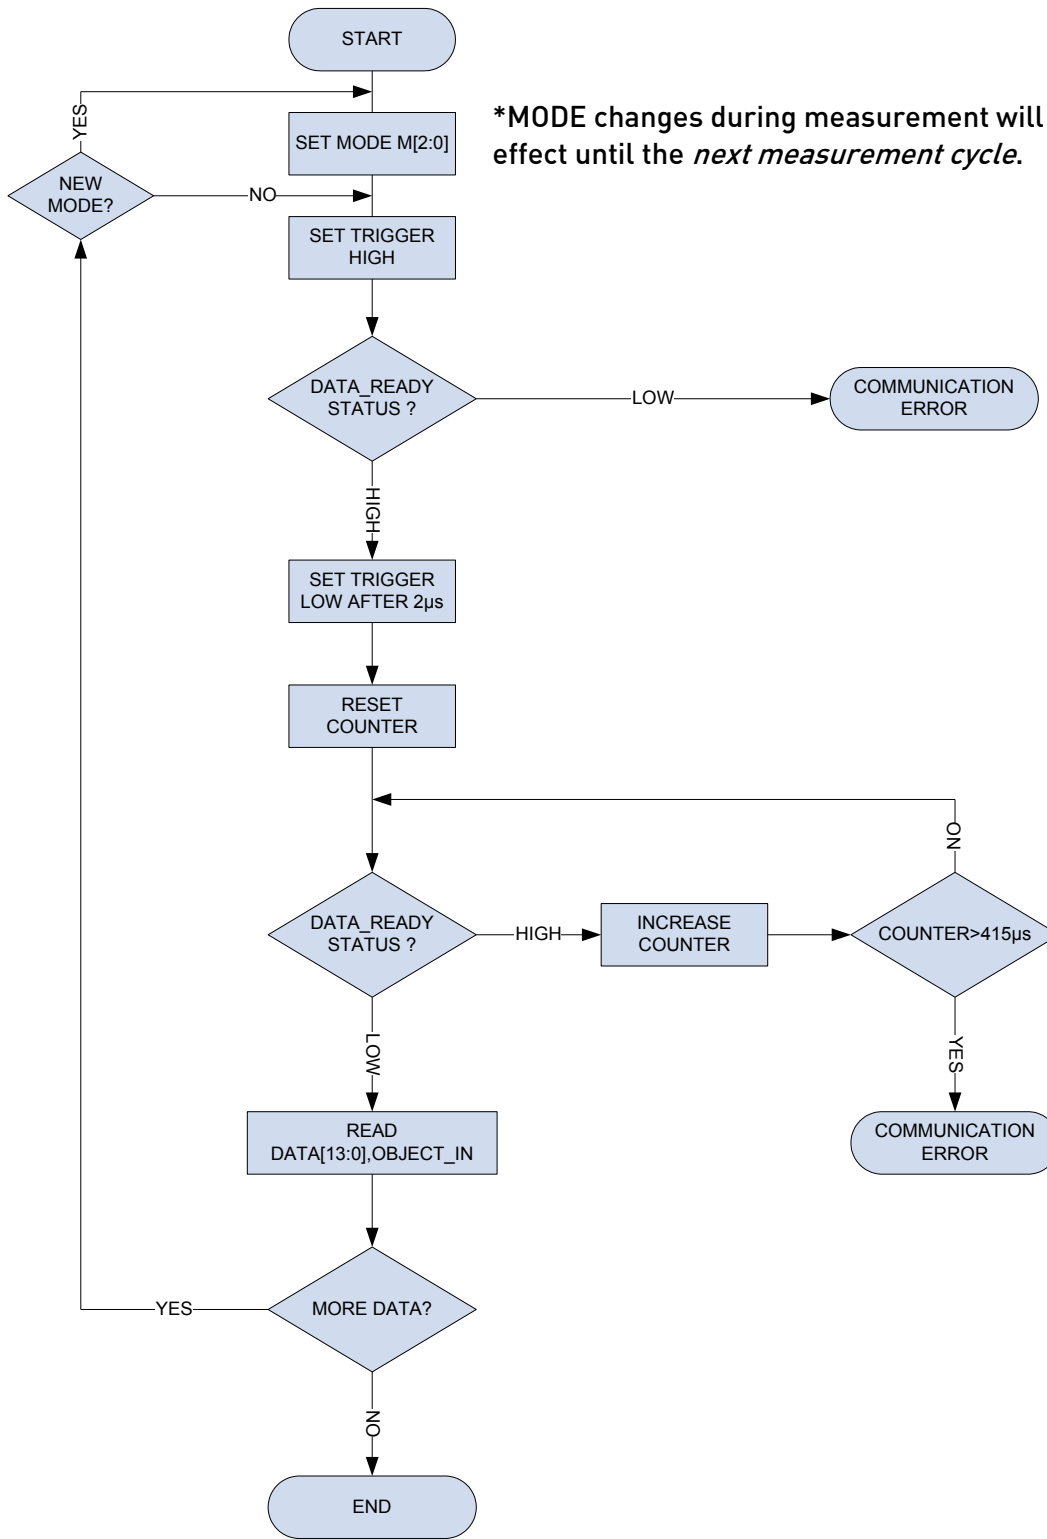 START
YES
*MODE changes during measurement will
effect until the next measurement cycle.
SET MODE M[2:0]
NEW
MODE?
NO
SET TRIGGER
HIGH
DATA_READY
STATUS ?
LOW
COMMUNICATION
ERROR
HIGH
SET TRIGGER
LOW AFTER 2µs
RESET
COUNTER
ON
DATA_READY
STATUS ?
HIGH
INCREASE
COUNTER
COUNTER>415µs
LOW
YES
READ
DATA[13:0],OBJECT_IN
COMMUNICATION
ERROR
YES
MORE DATA?
NO
END